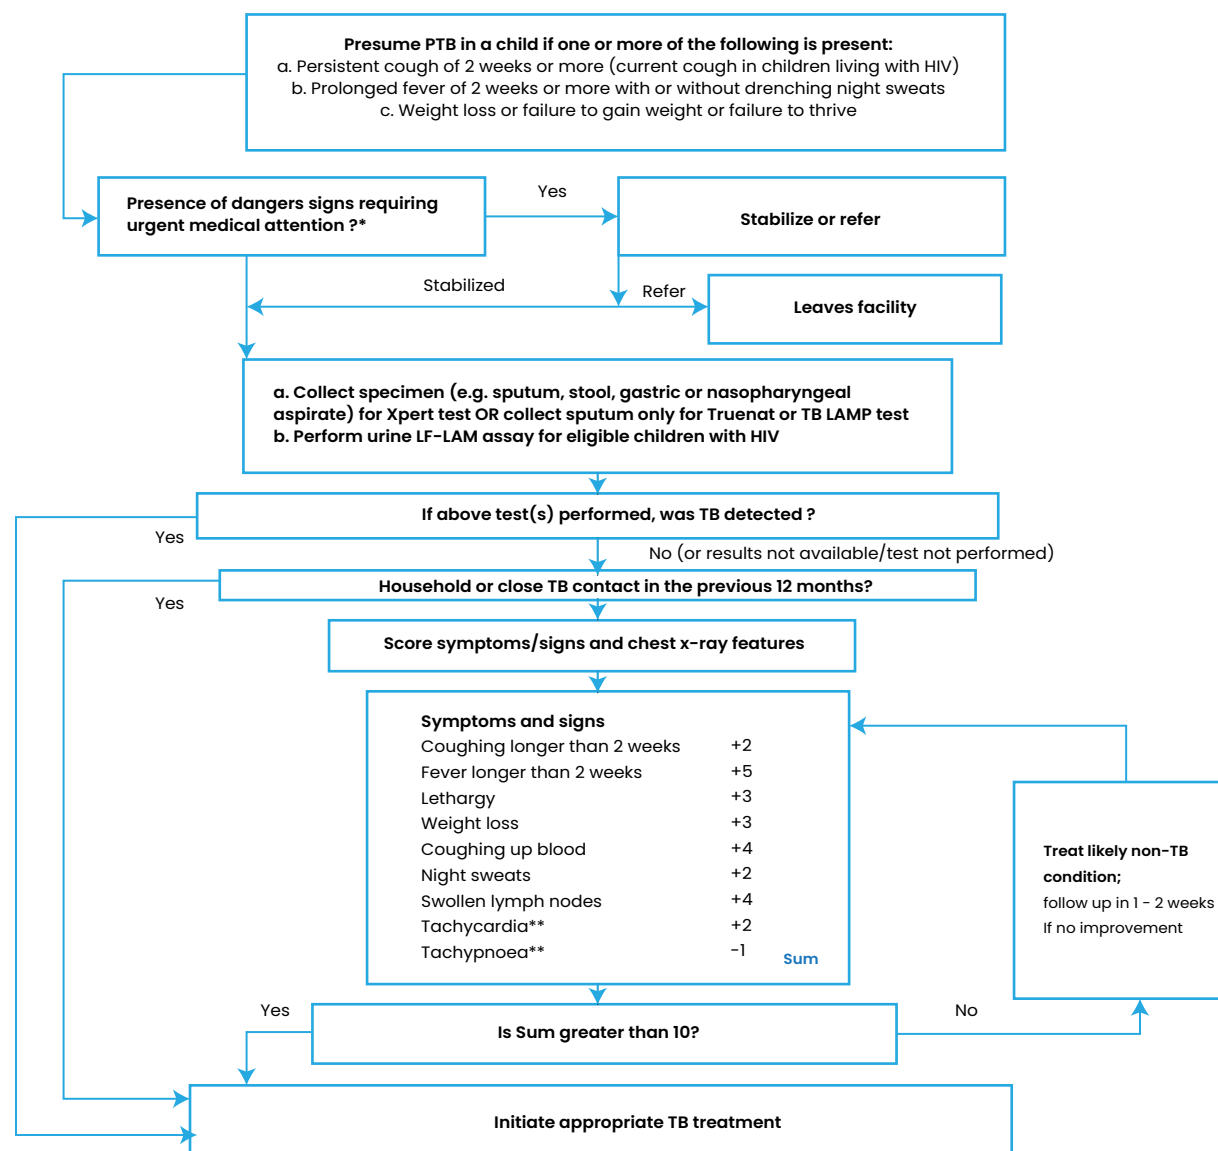 Presume PTB in a child if one or more of the following is present:
a. Persistent cough of 2 weeks or more (current cough in children living with HIV)
b. Prolonged fever of 2 weeks or more with or without drenching night sweats
c. Weight loss or failure to gain weight or failure to thrive
Presence of dangers signs requiring
urgent medical attention ?*
Yes
Stabilize or refer
Stabilized
Refer
Leaves facility
a. Collect specimen (e.g. sputum, stool, gastric or nasopharyngeal
aspirate) for Xpert test OR collect sputum only for Truenat or TB LAMP test
b. Perform urine LF-LAM assay for eligible children with HIV
If above test(s) performed, was TB detected ?
Yes
No (or results not available/test not performed)
Household or close TB contact in the previous 12 months?
Yes
Score symptoms/signs and chest x-ray features
Symptoms and signs
Coughing longer than 2 weeks +2
Fever longer than 2 weeks +5
Lethargy +3
Weight loss +3
Coughing up blood +4
Night sweats +2
Swollen lymph nodes +4
Tachycardia** +2
Tachypnoea** -1
Sum
Treat likely non-TB
condition;
follow up in 1 - 2 weeks
If no improvement
Yes
Is Sum greater than 10?
No
Initiate appropriate TB treatment